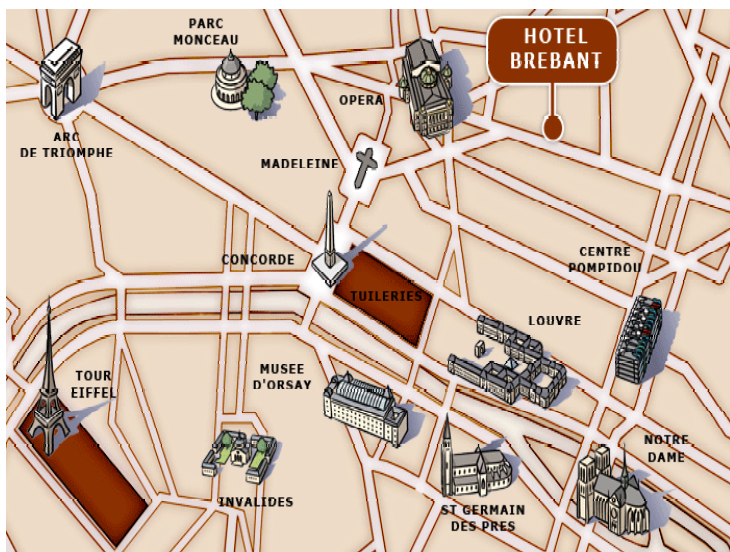 PARC
MONCEAU
HOTEL
BREBANT
OPERA
ARC
DE TRIOMPHE
MADELEINE
CONCORDE
CENTRE
POMPIDOU
TUILERIES
LOUVRE
TOUR
EIFFEL
MUSEE
D'ORSAY
NOTRE
DAME
INVALIDES
ST GERMAIN
DES PRES